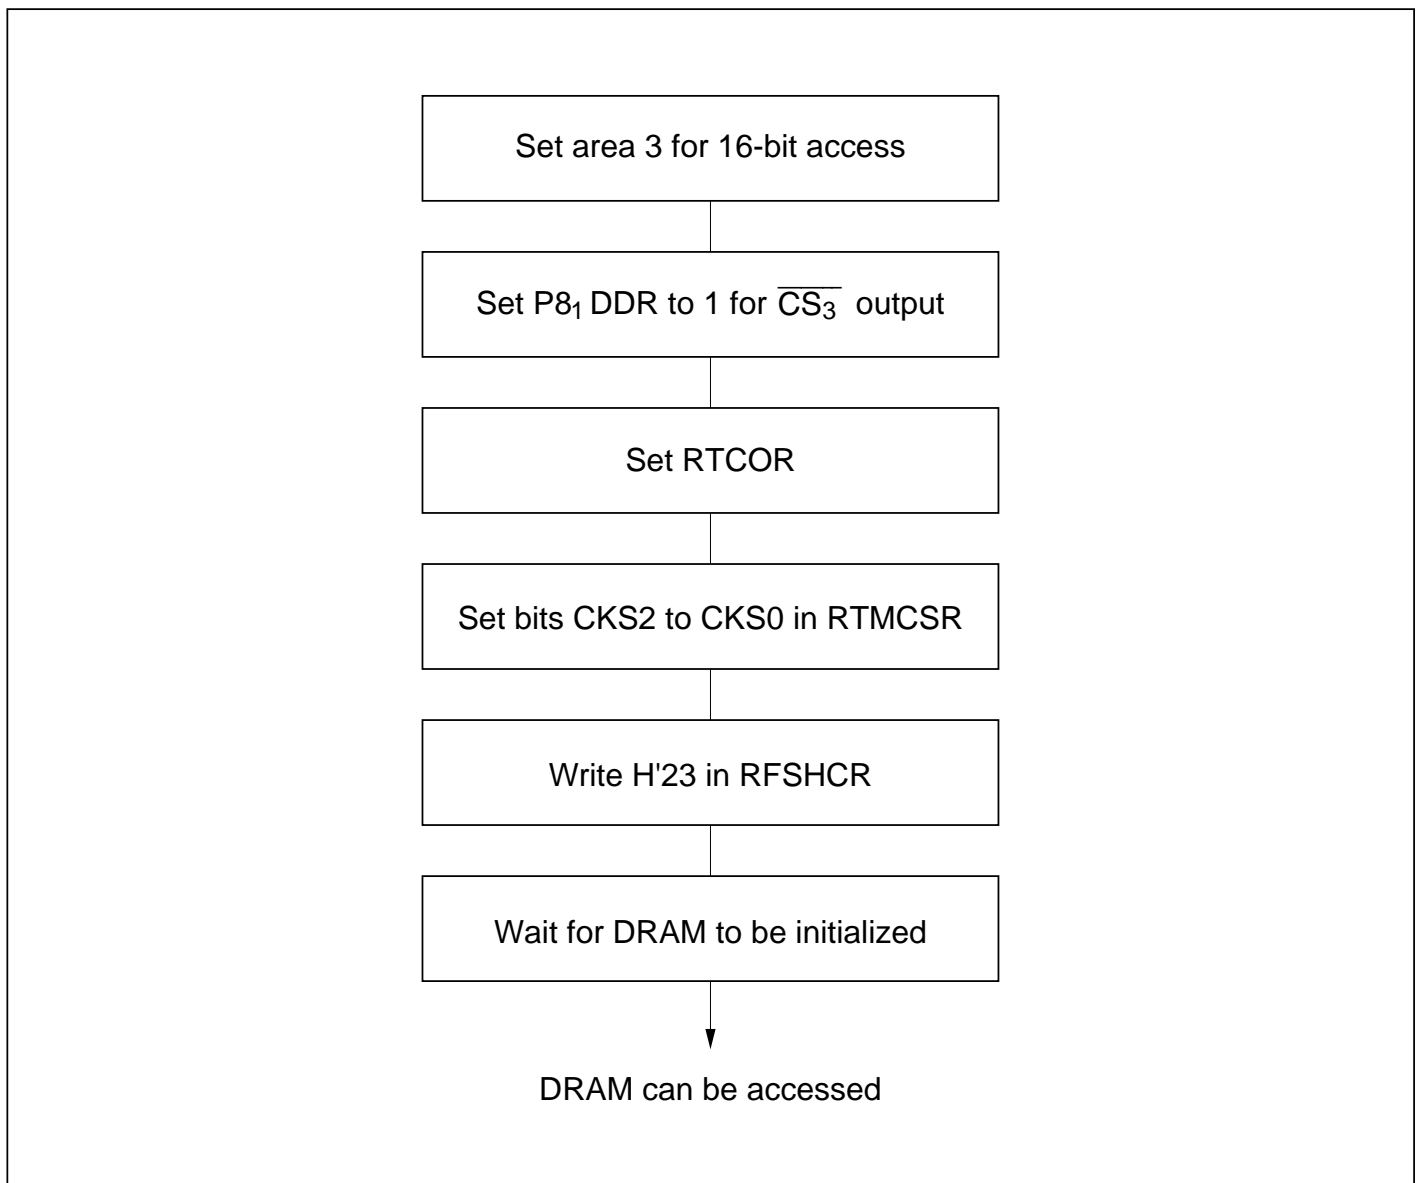 Set area 3 for 16-bit access
Set P8₁ DDR to 1 for C̅S̅₃̅ output
Set RTCOR
Set bits CKS2 to CKS0 in RTMCSR
Write H'23 in RFSHCR
Wait for DRAM to be initialized
DRAM can be accessed